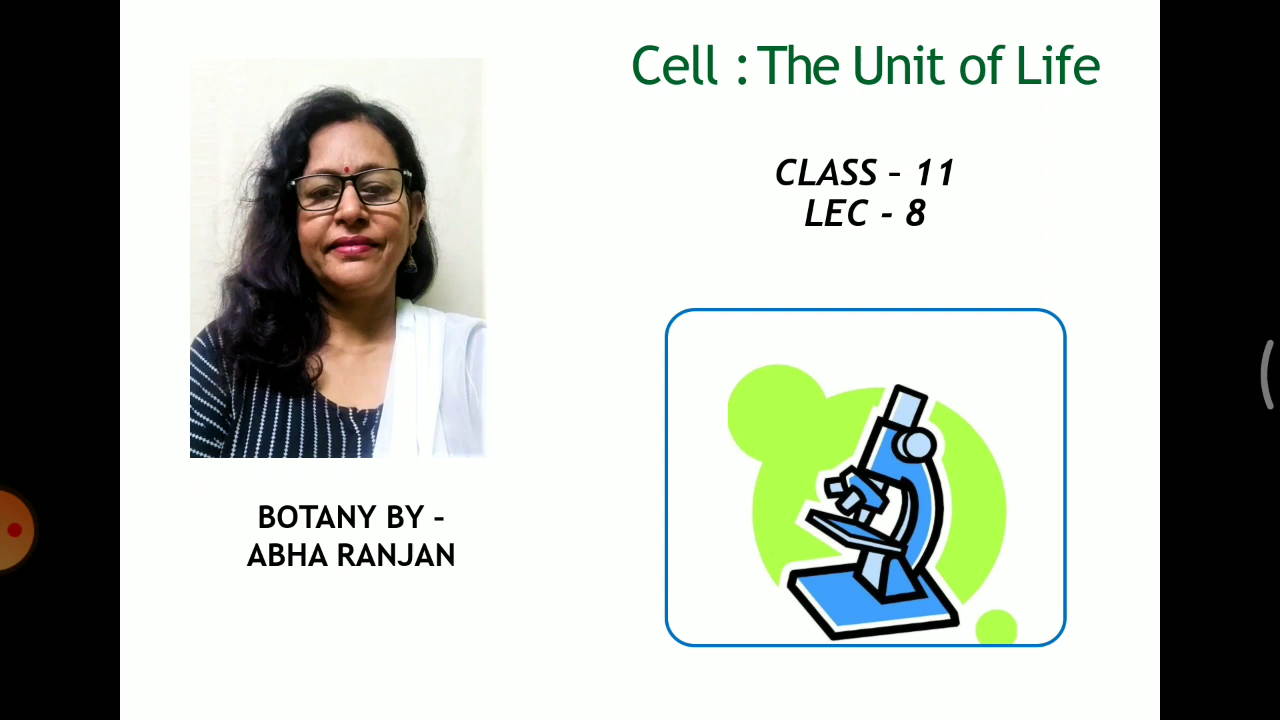 Cell : The Unit of Life
CLASS – 11
LEC - 8
BOTANY BY -
ABHA RANJAN